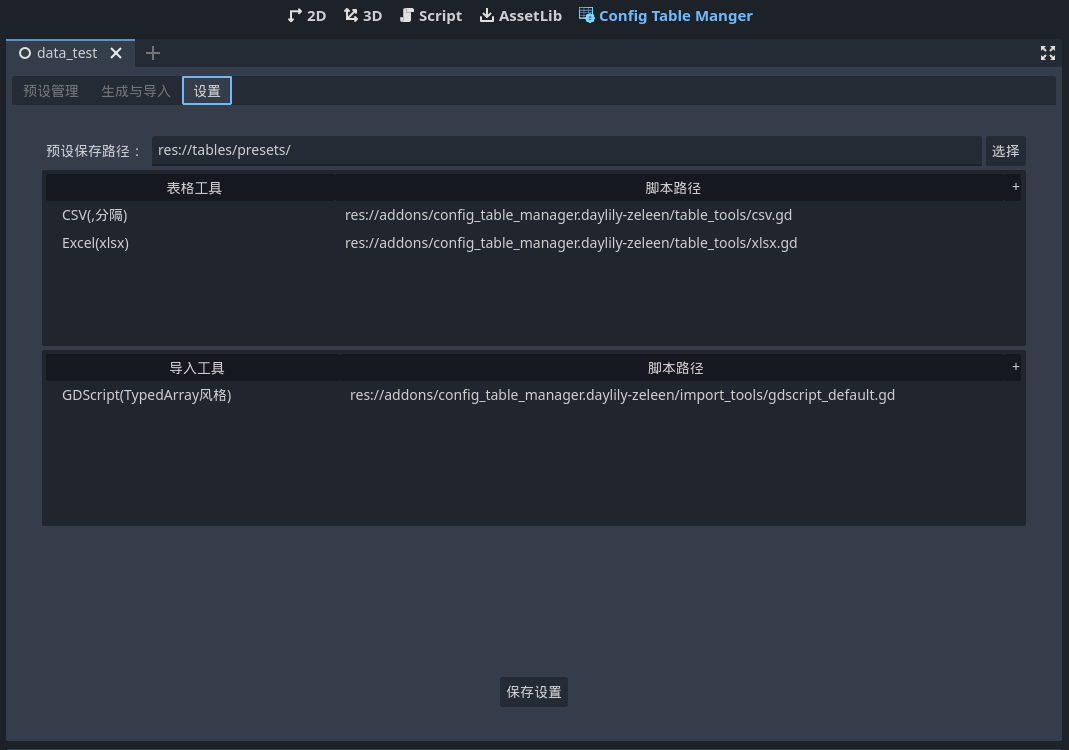 2D 3D Script AssetLib Config Table Manger
data_test
预设管理 生成与导入 设置
预设保存路径： res://tables/presets/ 选择
表格工具 脚本路径 +
CSV(,分隔) res://addons/config_table_manager.daylily-zeleen/table_tools/csv.gd
Excel(xlsx) res://addons/config_table_manager.daylily-zeleen/table_tools/xlsx.gd
导入工具 脚本路径 +
GDScript(TypedArray风格) res://addons/config_table_manager.daylily-zeleen/import_tools/gdscript_default.gd
保存设置